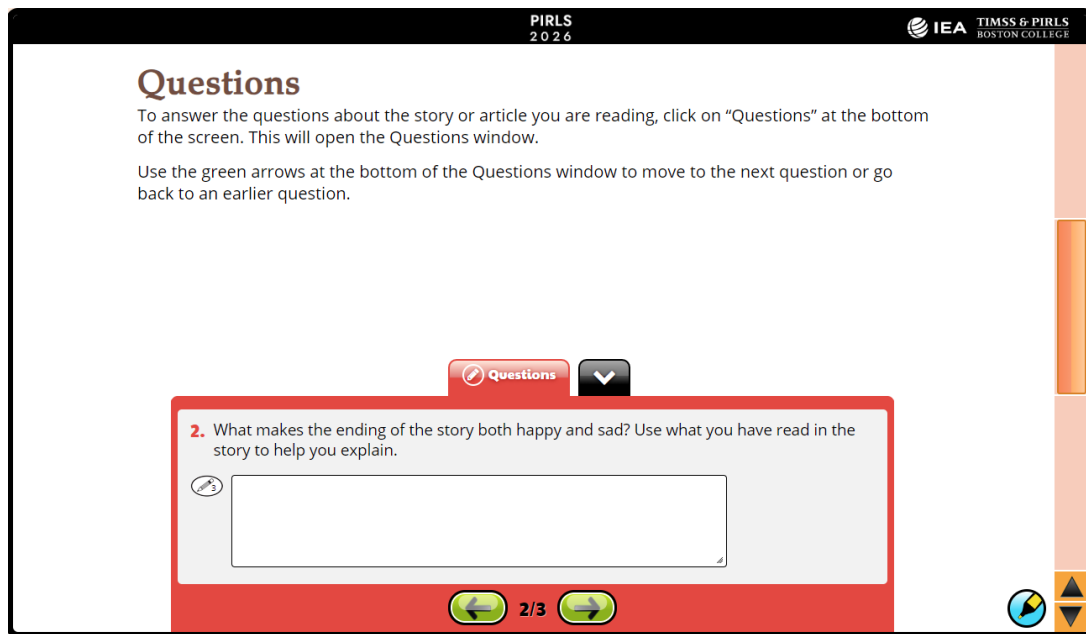 PIRLS
2026
IEA
TIMSS & PIRLS
BOSTON COLLEGE
Questions
To answer the questions about the story or article you are reading, click on “Questions” at the bottom
of the screen. This will open the Questions window.
Use the green arrows at the bottom of the Questions window to move to the next question or go
back to an earlier question.
Questions
2. What makes the ending of the story both happy and sad? Use what you have read in the
story to help you explain.
3
2/3